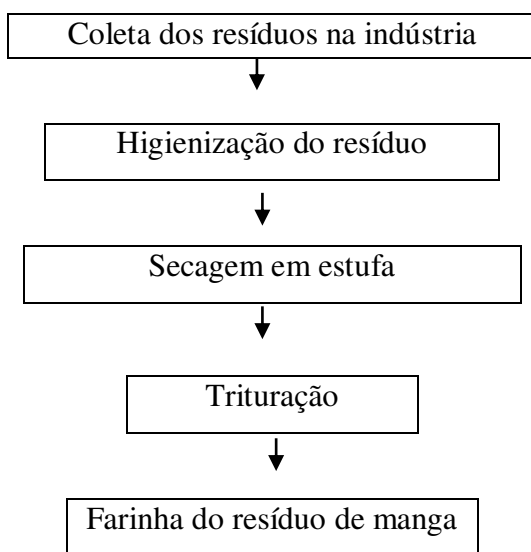 Coleta dos resíduos na indústria
Higienização do resíduo
Secagem em estufa
Trituração
Farinha do resíduo de manga